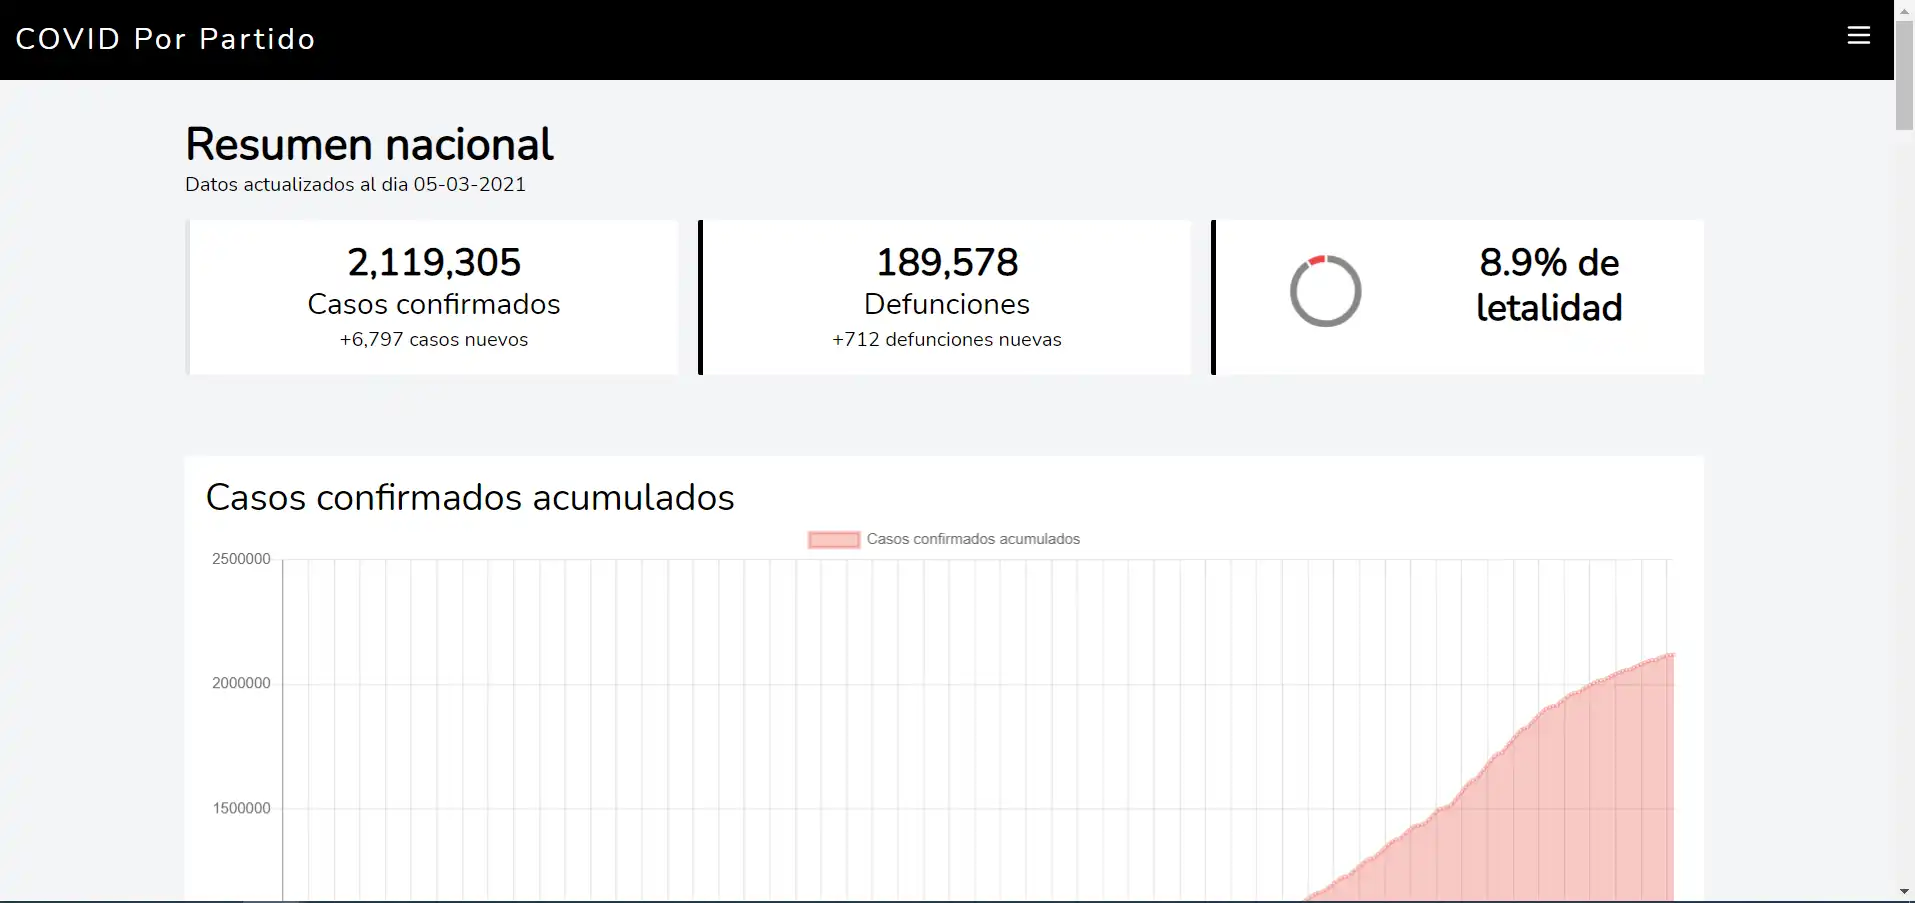 COVID Por Partido
Resumen nacional
Datos actualizados al dia 05-03-2021
2,119,305
Casos confirmados
+6,797 casos nuevos
189,578
Defunciones
+712 defunciones nuevas
8.9% de
letalidad
Casos confirmados acumulados
Casos confirmados acumulados
2500000
2000000
1500000